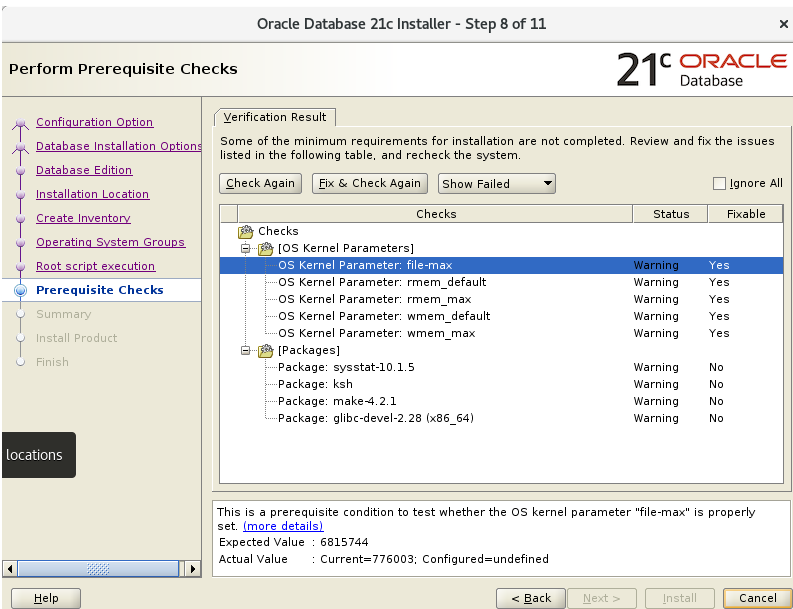 Oracle Database 21c Installer - Step 8 of 11
Perform Prerequisite Checks
21c ORACLE
Database
Configuration Option
Database Installation Options
Database Edition
Installation Location
Create Inventory
Operating System Groups
Root script execution
Prerequisite Checks
Summary
Install Product
Finish
locations
Verification Result
Some of the minimum requirements for installation are not completed. Review and fix the issues
listed in the following table, and recheck the system.
Check Again Fix & Check Again Show Failed Ignore All
Checks Status Fixable
Checks
[OS Kernel Parameters]
OS Kernel Parameter: file-max Warning Yes
OS Kernel Parameter: rmem_default Warning Yes
OS Kernel Parameter: rmem_max Warning Yes
OS Kernel Parameter: wmem_default Warning Yes
OS Kernel Parameter: wmem_max Warning Yes
[Packages]
Package: sysstat-10.1.5 Warning No
Package: ksh Warning No
Package: make-4.2.1 Warning No
Package: glibc-devel-2.28 (x86_64) Warning No
This is a prerequisite condition to test whether the OS kernel parameter "file-max" is properly
set. (more details)
Expected Value : 6815744
Actual Value : Current=776003; Configured=undefined
Help < Back Next > Install Cancel